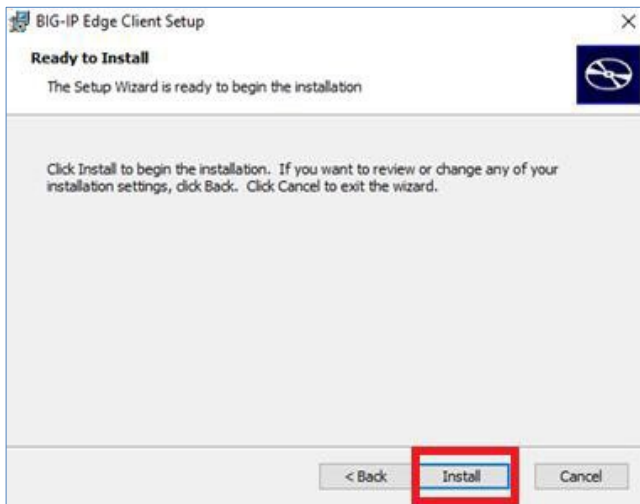 BIG-IP Edge Client Setup
Ready to Install
The Setup Wizard is ready to begin the installation
Click Install to begin the installation. If you want to review or change any of your
installation settings, click Back. Click Cancel to exit the wizard.
< Back Install Cancel